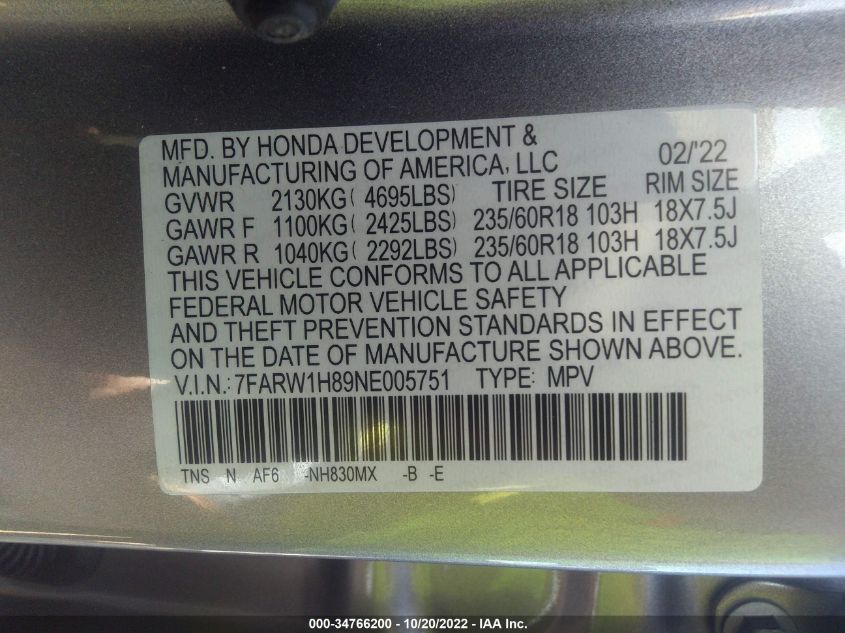 MFD. BY HONDA DEVELOPMENT &
MANUFACTURING OF AMERICA, LLC 02/'22
GVWR 2130KG( 4695LBS) TIRE SIZE RIM SIZE
GAWR F 1100KG( 2425LBS) 235/60R18 103H 18X7.5J
GAWR R 1040KG( 2292LBS) 235/60R18 103H 18X7.5J
THIS VEHICLE CONFORMS TO ALL APPLICABLE
FEDERAL MOTOR VEHICLE SAFETY
AND THEFT PREVENTION STANDARDS IN EFFECT
ON THE DATE OF MANUFACTURE SHOWN ABOVE.
V.I.N.: 7FARW1H89NE005751 TYPE: MPV
TNS N AF6 -NH830MX -B -E
000-34766200 - 10/20/2022 - IAA Inc.